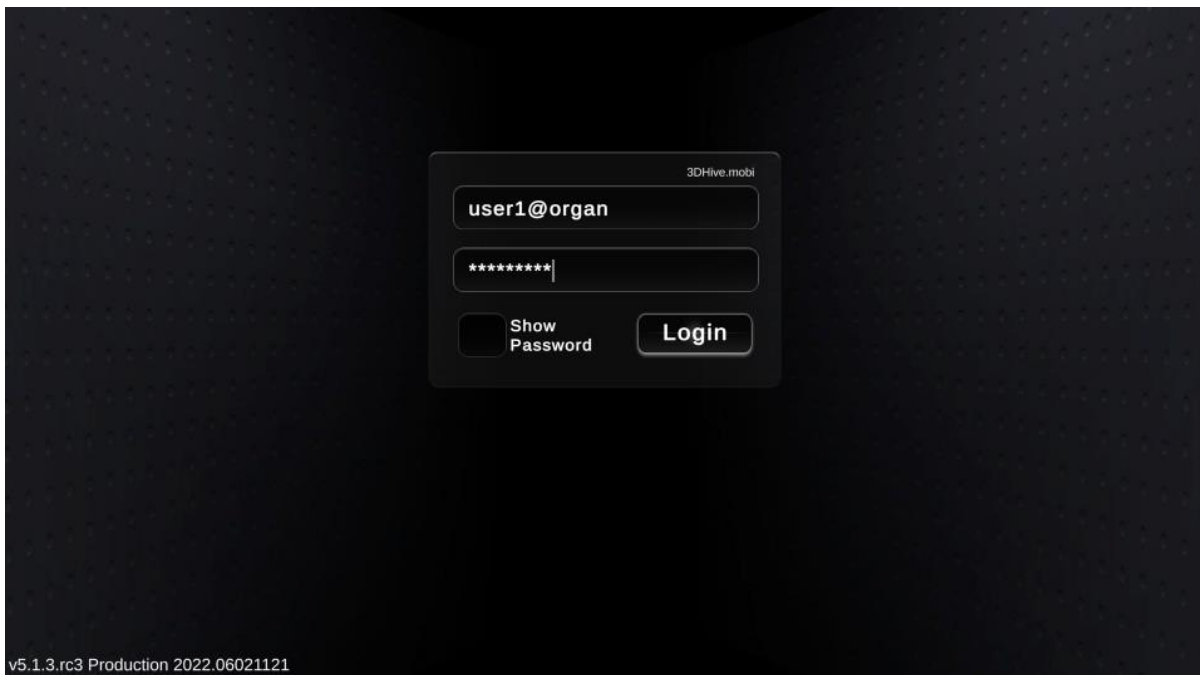 3DHive.mobi
user1@organ
*********
Show
Password
Login
v5.1.3.rc3 Production 2022.06021121